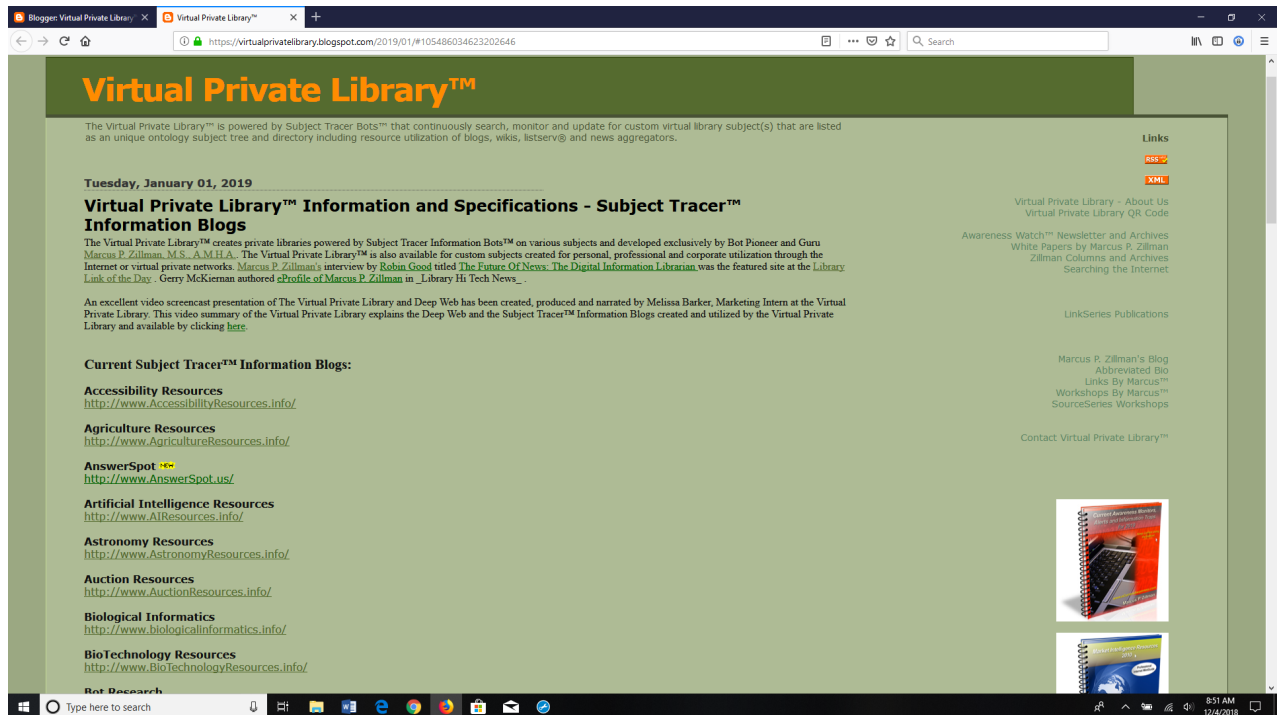 Blogger: Virtual Private Library™
Virtual Private Library™
https://virtualprivatelibrary.blogspot.com/2019/01/#105486034623202646
Search
Virtual Private Library™
The Virtual Private Library™ is powered by Subject Tracer Bots™ that continuously search, monitor and update for custom virtual library subject(s) that are listed
as an unique ontology subject tree and directory including resource utilization of blogs, wikis, listserv® and news aggregators.
Tuesday, January 01, 2019
Virtual Private Library™ Information and Specifications - Subject Tracer™
Information Blogs
The Virtual Private Library™ creates private libraries powered by Subject Tracer Information Bots™ on various subjects and developed exclusively by Bot Pioneer and Guru
Marcus P. Zillman, M.S., A.M.H.A.. The Virtual Private Library™ is also available for custom subjects created for personal, professional and corporate utilization through the
Internet or virtual private networks. Marcus P. Zillman's interview by Robin Good titled The Future Of News: The Digital Information Librarian was the featured site at the Library
Link of the Day . Gerry McKiernan authored eProfile of Marcus P. Zillman in _Library Hi Tech News_ .
An excellent video screencast presentation of The Virtual Private Library and Deep Web has been created, produced and narrated by Melissa Barker, Marketing Intern at the Virtual
Private Library. This video summary of the Virtual Private Library explains the Deep Web and the Subject Tracer™ Information Blogs created and utilized by the Virtual Private
Library and available by clicking here.
Current Subject Tracer™ Information Blogs:
Accessibility Resources
http://www.AccessibilityResources.info/
Agriculture Resources
http://www.AgricultureResources.info/
AnswerSpot NEW
http://www.AnswerSpot.us/
Artificial Intelligence Resources
http://www.AIResources.info/
Astronomy Resources
http://www.AstronomyResources.info/
Auction Resources
http://www.AuctionResources.info/
Biological Informatics
http://www.biologicalinformatics.info/
BioTechnology Resources
http://www.BioTechnologyResources.info/
Bot Research
Links
RSS
XML
Virtual Private Library - About Us
Virtual Private Library QR Code
Awareness Watch™ Newsletter and Archives
White Papers by Marcus P. Zillman
Zillman Columns and Archives
Searching the Internet
LinkSeries Publications
Marcus P. Zillman's Blog
Abbreviated Bio
Links By Marcus™
Workshops By Marcus™
SourceSeries Workshops
Contact Virtual Private Library™
Type here to search
8:51 AM
12/4/2018